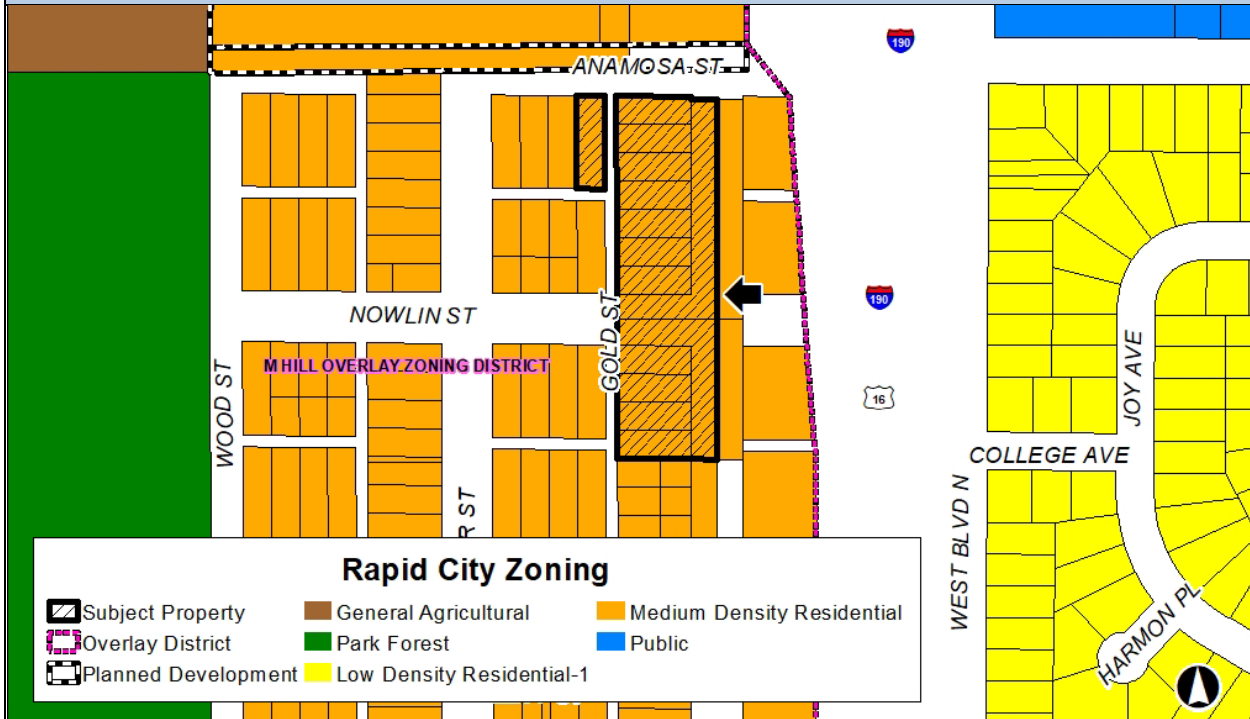 190
ANAMOSA ST
190
NOWLIN ST
GOLD ST
M HILL OVERLAY ZONING DISTRICT
16
WOOD ST
JOY AVE
COLLEGE AVE
R ST
WEST BLVD N
HARMON PL
Rapid City Zoning
Subject Property
General Agricultural
Medium Density Residential
Overlay District
Park Forest
Public
Planned Development
Low Density Residential-1